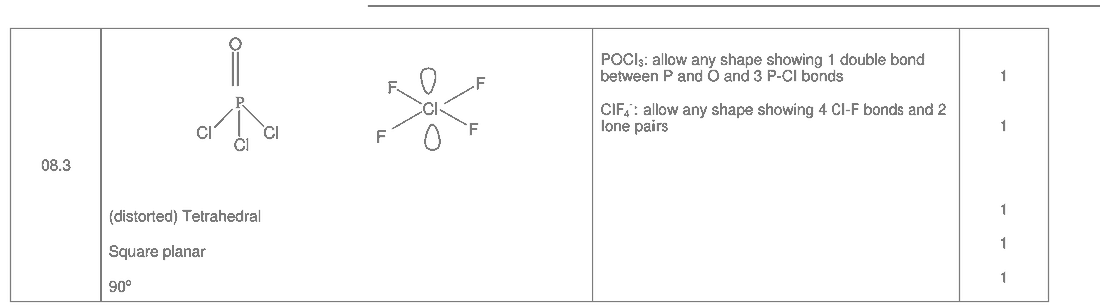 O
P
Cl Cl Cl
F F
Cl
F F
POCl₃: allow any shape showing 1 double bond
between P and O and 3 P-Cl bonds
1
ClF₄⁻: allow any shape showing 4 Cl-F bonds and 2
lone pairs
1
08.3
(distorted) Tetrahedral
1
Square planar
1
90º
1